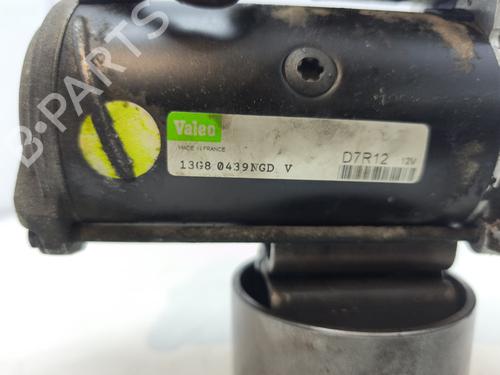 Valeo
MADE IN FRANCE
13G8 0439NGD V
D7R12 12V
B-PARTS